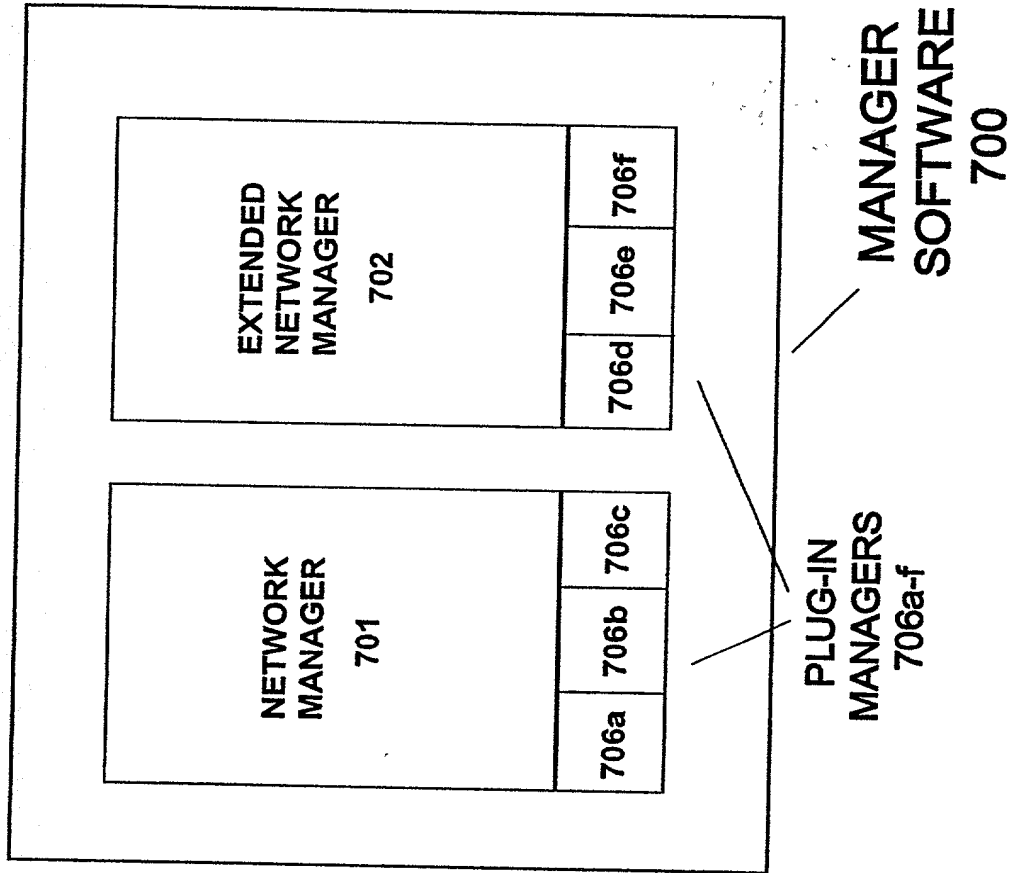 NETWORK
MANAGER
701
706a
706b
706c
EXTENDED
NETWORK
MANAGER
702
706d
706e
706f
PLUG-IN
MANAGERS
706a-f
MANAGER
SOFTWARE
700